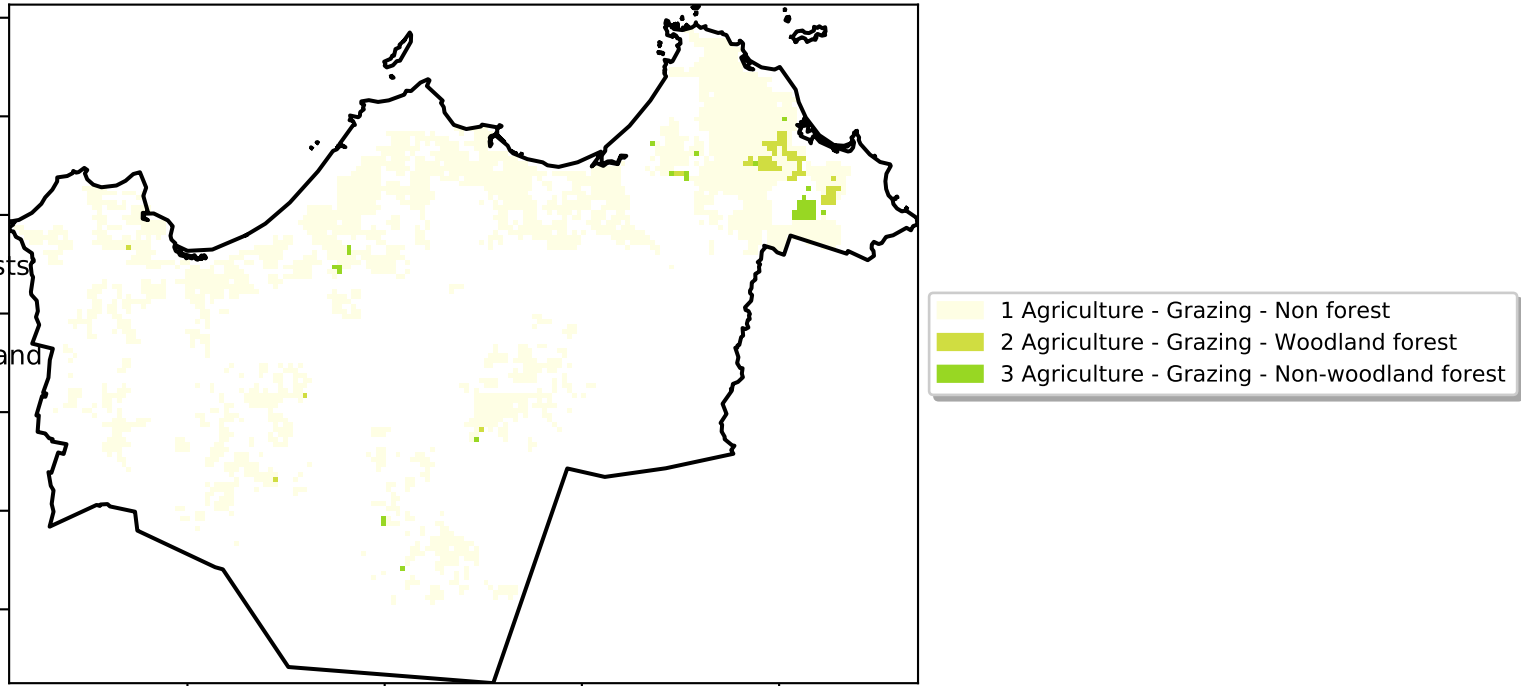 sts
and
1 Agriculture - Grazing - Non forest
2 Agriculture - Grazing - Woodland forest
3 Agriculture - Grazing - Non-woodland forest